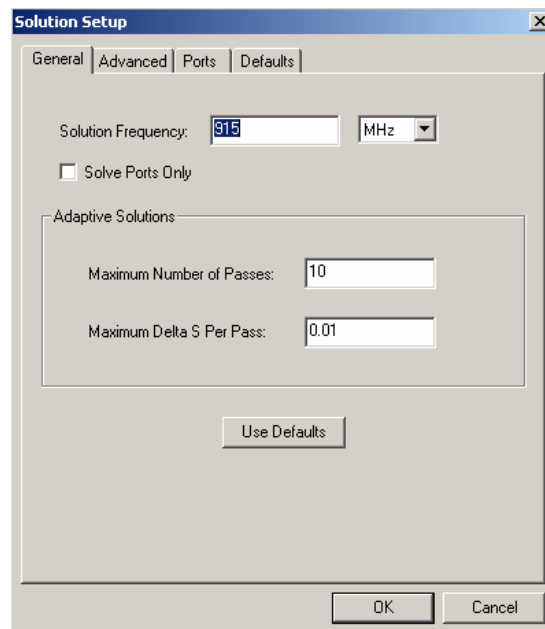 Solution Setup
General Advanced Ports Defaults
Solution Frequency: 915 MHz
Solve Ports Only
Adaptive Solutions
Maximum Number of Passes: 10
Maximum Delta S Per Pass: 0.01
Use Defaults
OK Cancel